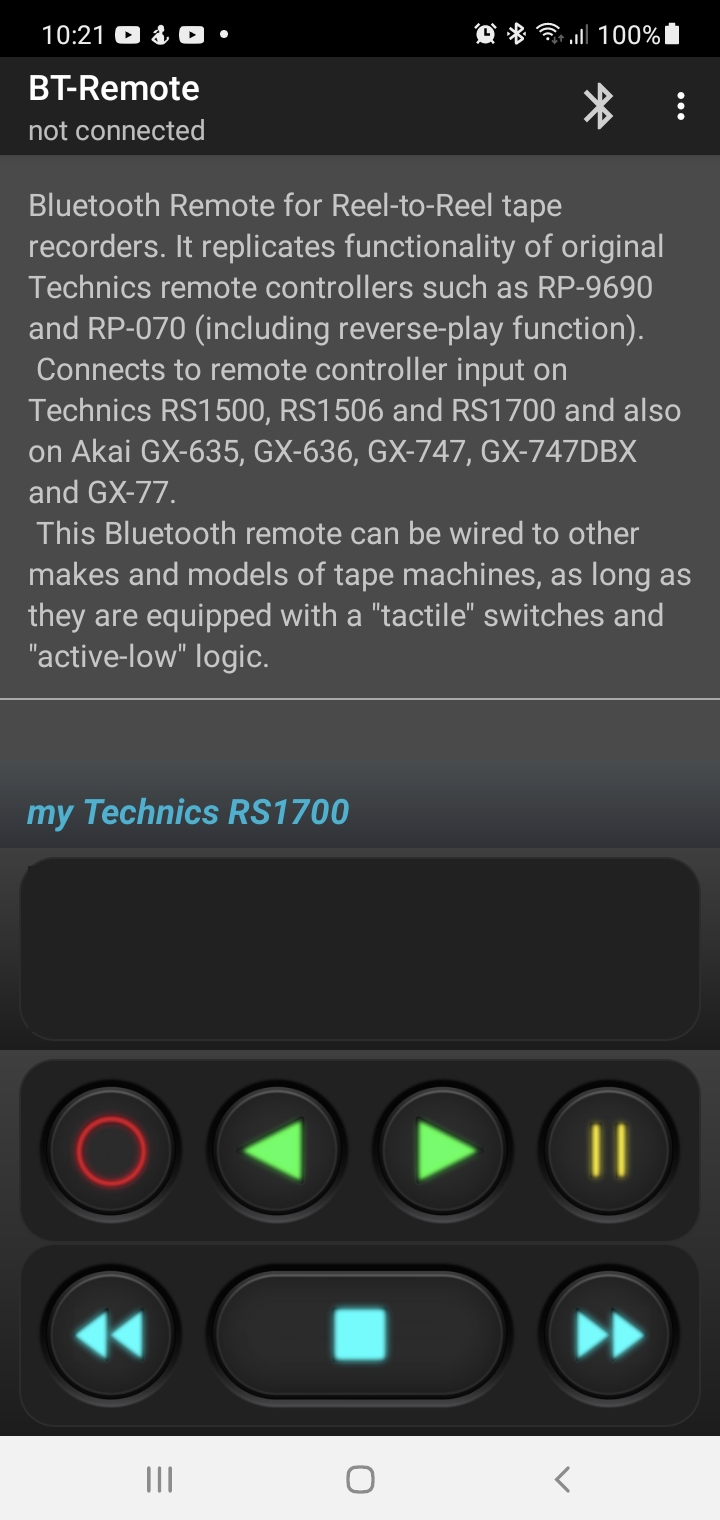 10:21
100%
BT-Remote
not connected
Bluetooth Remote for Reel-to-Reel tape
recorders. It replicates functionality of original
Technics remote controllers such as RP-9690
and RP-070 (including reverse-play function).
Connects to remote controller input on
Technics RS1500, RS1506 and RS1700 and also
on Akai GX-635, GX-636, GX-747, GX-747DBX
and GX-77.
This Bluetooth remote can be wired to other
makes and models of tape machines, as long as
they are equipped with a "tactile" switches and
"active-low" logic.
my Technics RS1700